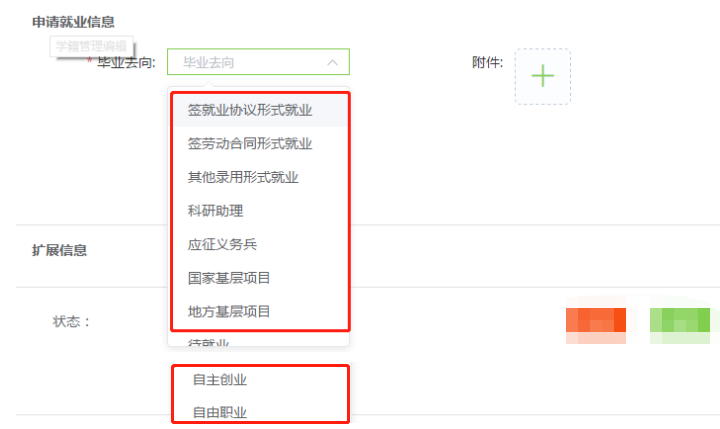 申请就业信息
学籍管理编辑
* 毕业去向:
毕业去向
附件:
签就业协议形式就业
签劳动合同形式就业
其他录用形式就业
科研助理
应征义务兵
国家基层项目
地方基层项目
扩展信息
状态：
待就业
自主创业
自由职业